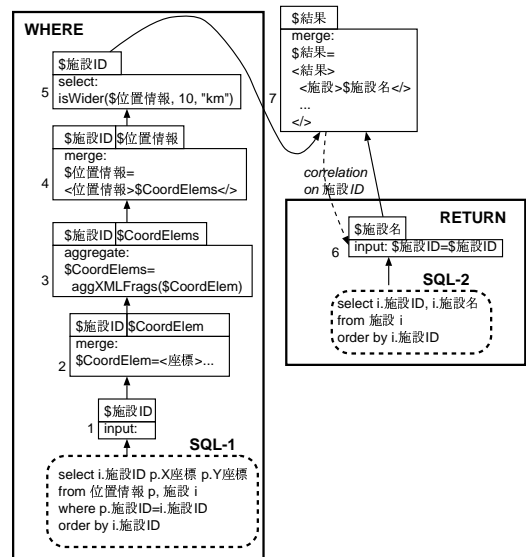 WHERE
$施設ID
select:
isWider($位置情報, 10, "km")
5
$施設ID $位置情報
merge:
$位置情報=
<位置情報>$CoordElems</>
4
$施設ID $CoordElems
aggregate:
$CoordElems=
aggXMLFrags($CoordElem)
3
$施設ID $CoordElem
merge:
$CoordElem=<座標>...
2
$施設ID
input:
1
SQL-1
select i.施設ID p.X座標 p.Y座標
from 位置情報 p, 施設 i
where p.施設ID=i.施設ID
order by i.施設ID
$結果
merge:
$結果=
<結果>
<施設>$施設名</>
...
</>
7
correlation
on 施設ID
RETURN
$施設名
input: $施設ID=$施設ID
6
SQL-2
select i.施設ID, i.施設名
from 施設 i
order by i.施設ID